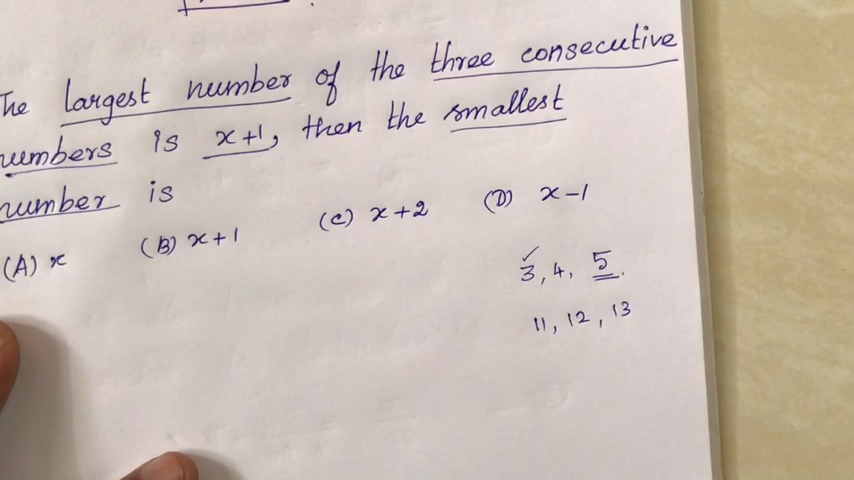 The largest number of the three consecutive
numbers is x+1, then the smallest
number is
(A) x (B) x+1 (C) x+2 (D) x-1
3, 4, 5.
11, 12, 13